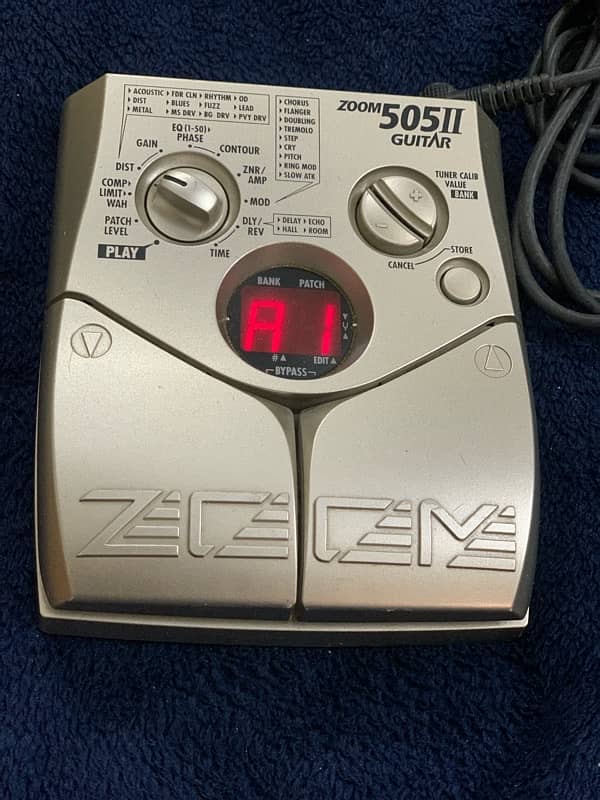 ▸ACOUSTIC ▸FDR CLN ▸RHYTHM ▸OD
▸DIST ▸BLUES ▸FUZZ ▸LEAD
▸METAL ▸MS DRV ▸BG DRV ▸PVY DRV
▸CHORUS
▸FLANGER
▸DOUBLING
▸TREMOLO
▸STEP
▸CRY
▸PITCH
▸RING MOD
▸SLOW ATK
ZOOM 505II
GUITAR
EQ (1-50)▸
PHASE
GAIN
CONTOUR
DIST
ZNR/
AMP
COMP▸
LIMIT▸
WAH
MOD
PATCH
LEVEL
DLY/
REV
▸DELAY ▸ECHO
▸HALL ▸ROOM
PLAY
TIME
TUNER CALIB
VALUE
BANK
+
−
STORE
CANCEL
BANK PATCH
A1
#▲ EDIT▲
BYPASS
ZOOM